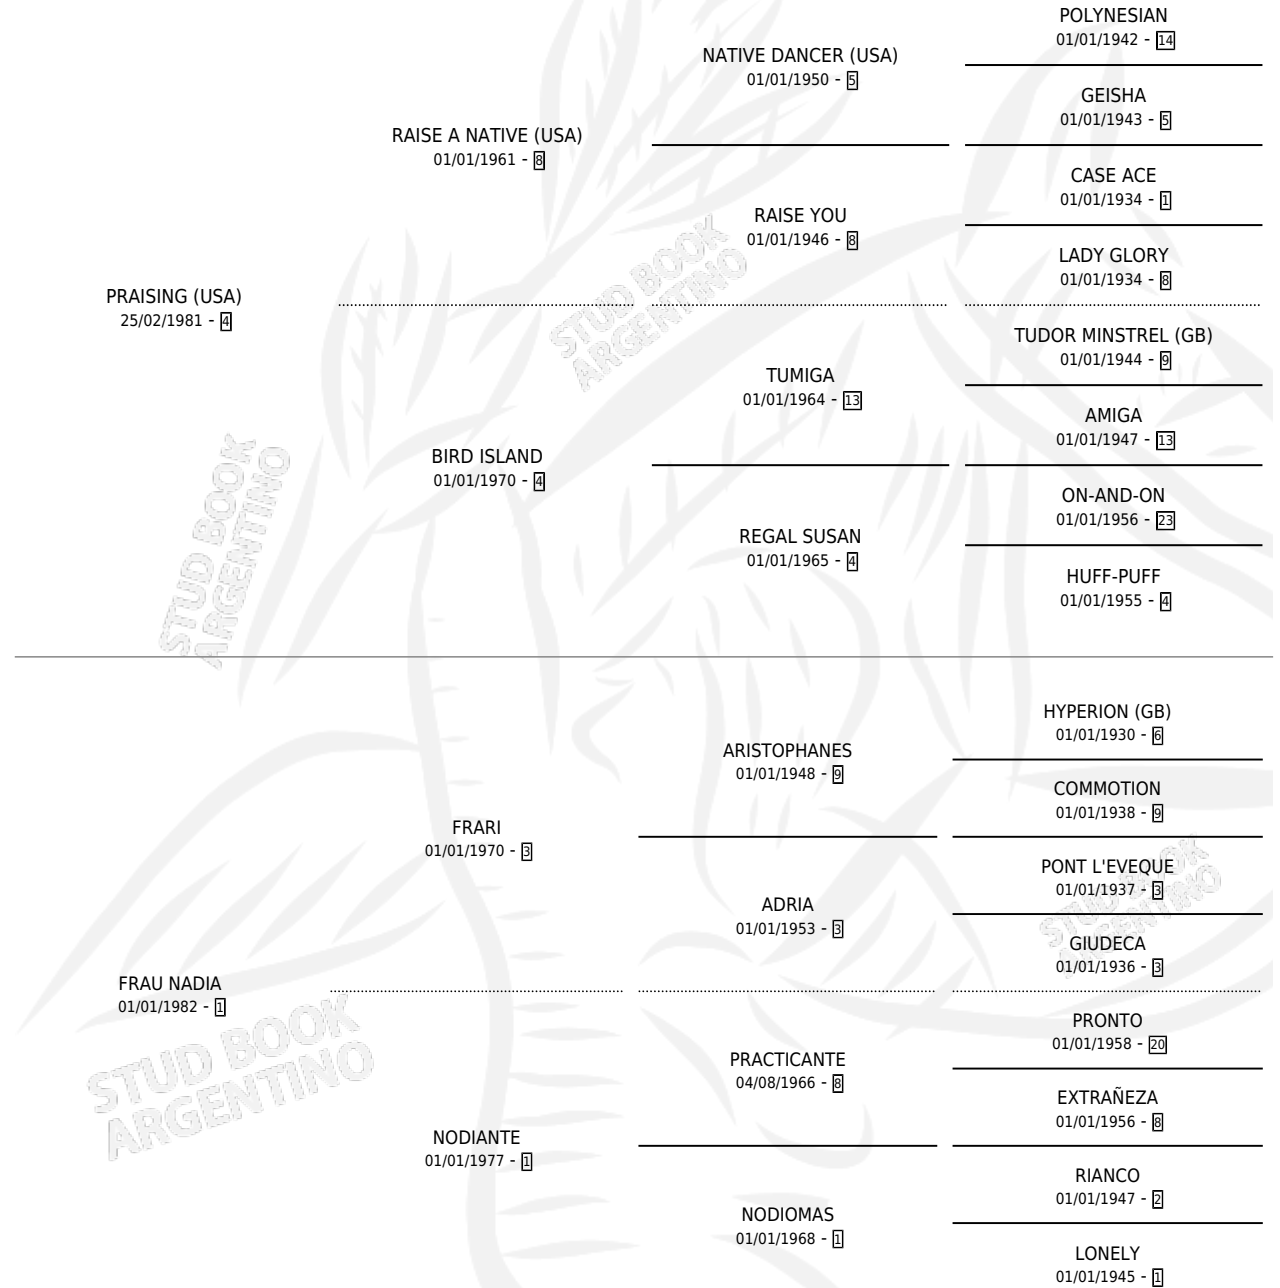 POLYNESIAN
01/01/1942 - 14
NATIVE DANCER (USA)
01/01/1950 - 5
GEISHA
01/01/1943 - 5
RAISE A NATIVE (USA)
01/01/1961 - 8
CASE ACE
01/01/1934 - 1
RAISE YOU
01/01/1946 - 8
LADY GLORY
01/01/1934 - 8
PRAISING (USA)
25/02/1981 - 4
TUDOR MINSTREL (GB)
01/01/1944 - 9
TUMIGA
01/01/1964 - 13
AMIGA
01/01/1947 - 13
BIRD ISLAND
01/01/1970 - 4
ON-AND-ON
01/01/1956 - 23
REGAL SUSAN
01/01/1965 - 4
HUFF-PUFF
01/01/1955 - 4
HYPERION (GB)
01/01/1930 - 6
ARISTOPHANES
01/01/1948 - 9
COMMOTION
01/01/1938 - 9
FRARI
01/01/1970 - 3
PONT L'EVEQUE
01/01/1937 - 3
ADRIA
01/01/1953 - 3
GIUDECA
01/01/1936 - 3
FRAU NADIA
01/01/1982 - 1
PRONTO
01/01/1958 - 20
PRACTICANTE
04/08/1966 - 8
EXTRAÑEZA
01/01/1956 - 8
NODIANTE
01/01/1977 - 1
RIANCO
01/01/1947 - 2
NODIOMAS
01/01/1968 - 1
LONELY
01/01/1945 - 1
STUD BOOK
ARGENTINO
STUD BOOK
ARGENTINO
STUD BOOK
ARGENTINO
STUD BOOK
ARGENTINO